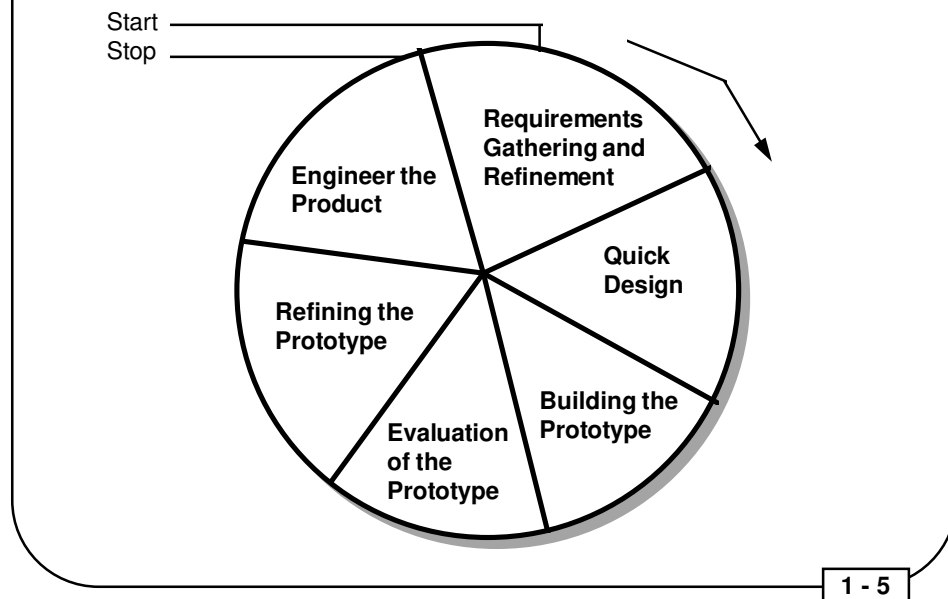 Start
Stop
Requirements
Gathering and
Refinement
Quick
Design
Building the
Prototype
Evaluation
of the
Prototype
Refining the
Prototype
Engineer the
Product
1 - 5